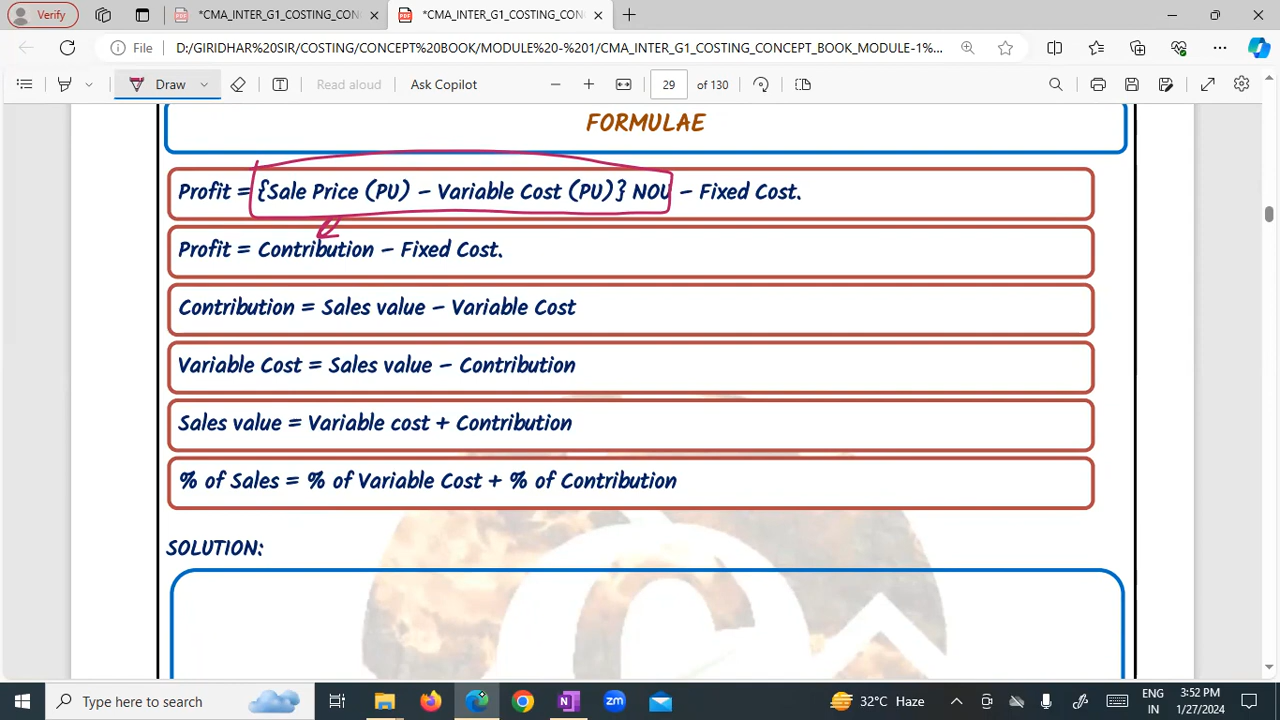 Verify
*CMA_INTER_G1_COSTING_CON
*CMA_INTER_G1_COSTING_CON
File
D:/GIRIDHAR%20SIR/COSTING/CONCEPT%20BOOK/MODULE%20-%201/CMA_INTER_G1_COSTING_CONCEPT_BOOK_MODULE-1%...
Draw
Read aloud
Ask Copilot
29 of 130
FORMULAE
Profit = {Sale Price (PU) – Variable Cost (PU)} NOU – Fixed Cost.
Profit = Contribution – Fixed Cost.
Contribution = Sales value – Variable Cost
Variable Cost = Sales value – Contribution
Sales value = Variable cost + Contribution
% of Sales = % of Variable Cost + % of Contribution
SOLUTION:
Type here to search
32°C Haze
ENG
IN
3:52 PM
1/27/2024